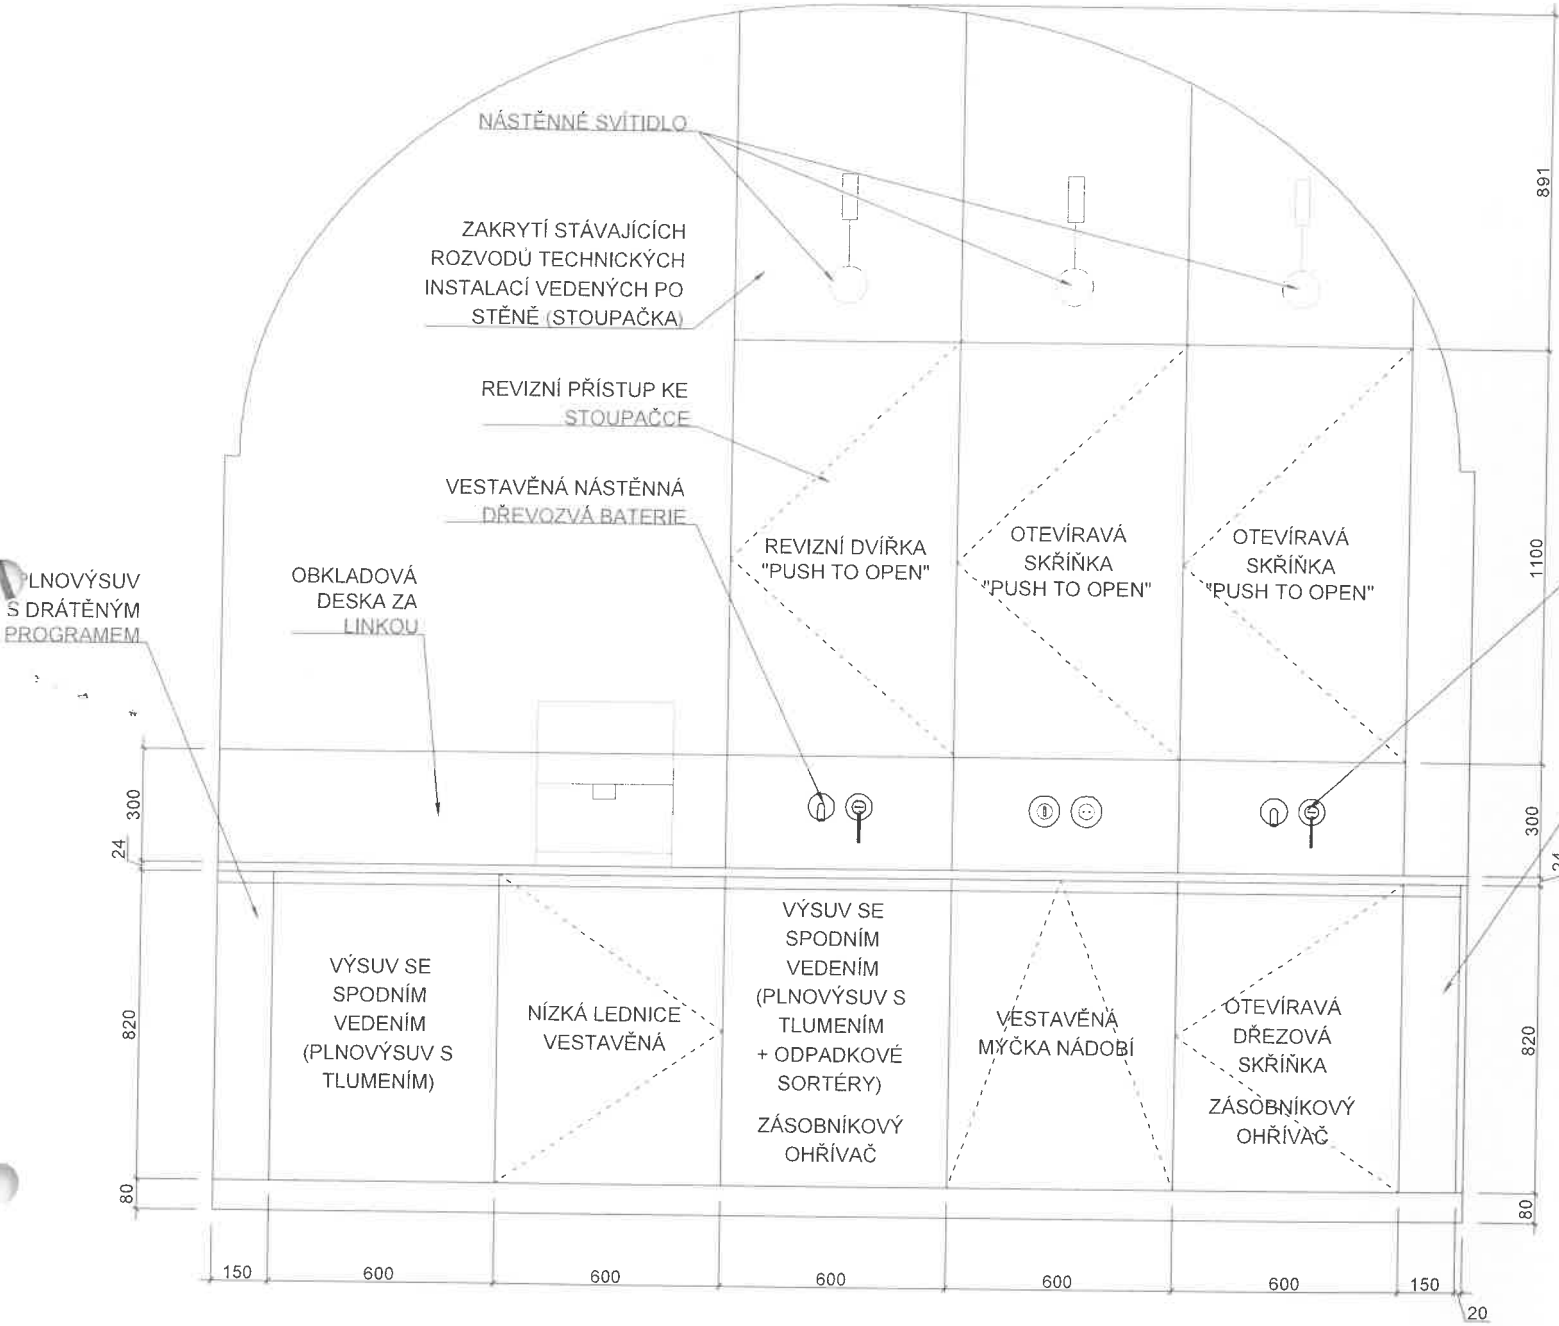 NÁSTĚNNÉ SVÍTIDLO
891
ZAKRYTÍ STÁVAJÍCÍCH
ROZVODŮ TECHNICKÝCH
INSTALACÍ VEDENÝCH PO
STĚNĚ (STOUPAČKA)
REVIZNÍ PŘÍSTUP KE
STOUPAČCE
VESTAVĚNÁ NÁSTĚNNÁ
DŘEVOZVÁ BATERIE
REVIZNÍ DVÍŘKA
"PUSH TO OPEN"
OTEVÍRAVÁ
SKŘÍŇKA
"PUSH TO OPEN"
OTEVÍRAVÁ
SKŘÍŇKA
"PUSH TO OPEN"
1100
PLNOVÝSUV
S DRÁTĚNÝM
PROGRAMEM
OBKLADOVÁ
DESKA ZA
LINKOU
300
24
820
80
300
24
820
80
VÝSUV SE
SPODNÍM
VEDENÍM
(PLNOVÝSUV S
TLUMENÍM)
NÍZKÁ LEDNICE
VESTAVĚNÁ
VÝSUV SE
SPODNÍM
VEDENÍM
(PLNOVÝSUV S
TLUMENÍM
+ ODPADKOVÉ
SORTÉRY)
ZÁSOBNÍKOVÝ
OHŘÍVAČ
VESTAVĚNÁ
MYČKA NÁDOBÍ
OTEVÍRAVÁ
DŘEZOVÁ
SKŘÍŇKA
ZÁSOBNÍKOVÝ
OHŘÍVAČ
150
600
600
600
600
600
150
20